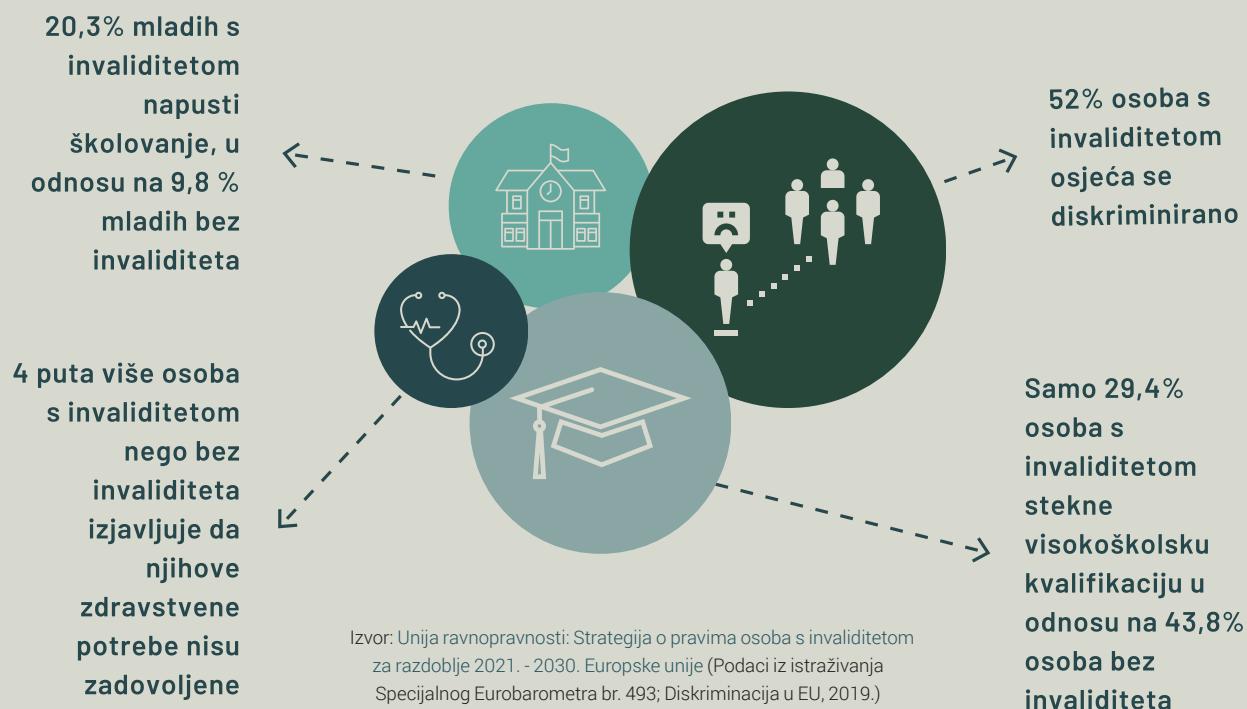 20,3% mladih s
invaliditetom
napusti
školovanje, u
odnosu na 9,8 %
mladih bez
invaliditeta
52% osoba s
invaliditetom
osjeća se
diskriminirano
4 puta više osoba
s invaliditetom
nego bez
invaliditeta
izjavljuje da
njihove
zdravstvene
potrebe nisu
zadovoljene
Samo 29,4%
osoba s
invaliditetom
stekne
visokoškolsku
kvalifikaciju u
odnosu na 43,8%
osoba bez
invaliditeta
Izvor: Unija ravnopravnosti: Strategija o pravima osoba s invaliditetom
za razdoblje 2021. - 2030. Europske unije (Podaci iz istraživanja
Specijalnog Eurobarometra br. 493; Diskriminacija u EU, 2019.)